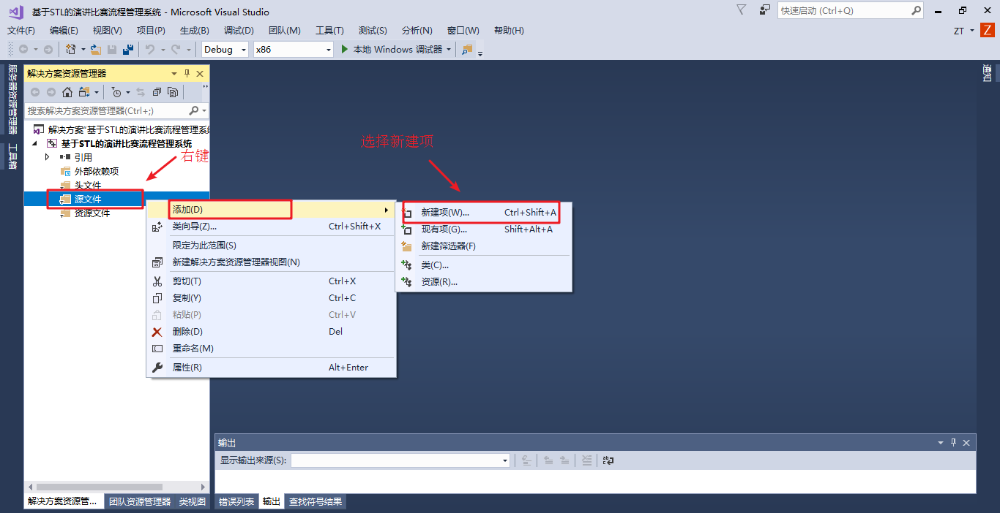 基于STL的演讲比赛流程管理系统 - Microsoft Visual Studio
快速启动 (Ctrl+Q)
文件(F) 编辑(E) 视图(V) 项目(P) 生成(B) 调试(D) 团队(M) 工具(T) 测试(S) 分析(N) 窗口(W) 帮助(H)
ZT Z
Debug x86 本地 Windows 调试器
服务器资源管理器
工具箱
通知
解决方案资源管理器
搜索解决方案资源管理器(Ctrl+;)
解决方案"基于STL的演讲比赛流程管理系
基于STL的演讲比赛流程管理系统
引用
外部依赖项
头文件
源文件
资源文件
右键
选择新建项
添加(D)
类向导(Z)... Ctrl+Shift+X
限定为此范围(S)
新建解决方案资源管理器视图(N)
剪切(T) Ctrl+X
复制(Y) Ctrl+C
粘贴(P) Ctrl+V
删除(D) Del
重命名(M)
属性(R) Alt+Enter
新建项(W)... Ctrl+Shift+A
现有项(G)... Shift+Alt+A
新建筛选器(F)
类(C)...
资源(R)...
输出
显示输出来源(S):
解决方案资源管... 团队资源管理器 类视图
错误列表 输出 查找符号结果